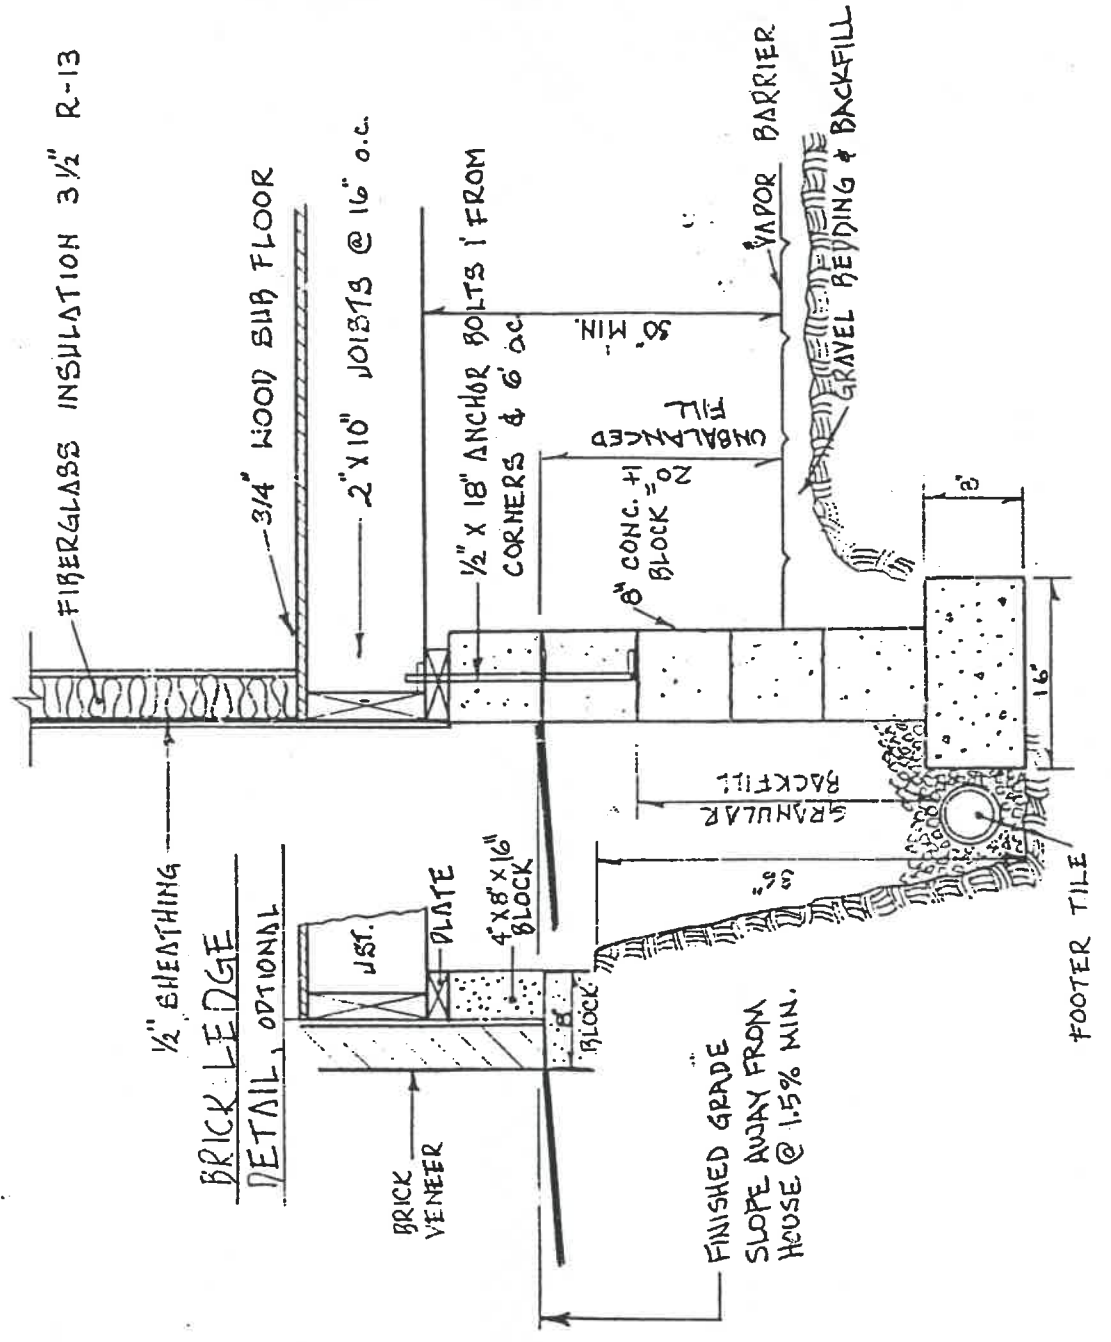 FIBERGLASS INSULATION 3½" R-13
3/4" WOOD SUB FLOOR
2"X10" JOISTS @ 16" o.c.
½" X 18" ANCHOR BOLTS 1' FROM
CORNERS & 6' o.c.
8" CONC.
BLOCK
20" ±
UNBALANCED
FILL
30" MIN.
VAPOR BARRIER
GRAVEL BEDDING & BACKFILL
8"
16"
½" SHEATHING
BRICK LEDGE
DETAIL, OPTIONAL
JST.
PLATE
4"X8"X16"
BLOCK
8"
BLOCK
BRICK
VENEER
GRANULAR
BACKFILL
36"
FINISHED GRADE
SLOPE AWAY FROM
HOUSE @ 1.5% MIN.
FOOTER TILE